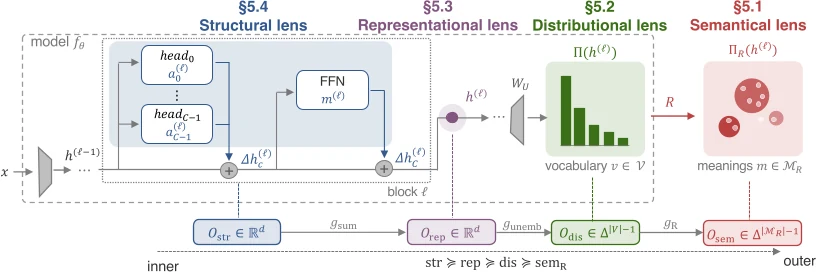 §5.4
Structural lens
§5.3
Representational lens
§5.2
Distributional lens
§5.1
Semantical lens
model f_θ
head_0
a_0^(ℓ)
⋮
head_{C−1}
a_{C−1}^(ℓ)
FFN
m^(ℓ)
x
h^(ℓ−1)
...
Δh_c^(ℓ)
+
Δh_C^(ℓ)
+
block ℓ
h^(ℓ)
...
W_U
Π(h^(ℓ))
vocabulary v ∈ 𝒱
R
Π_R(h^(ℓ))
meanings m ∈ ℳ_R
O_str ∈ ℝ^d
g_sum
O_rep ∈ ℝ^d
g_unemb
O_dis ∈ Δ^{|V|−1}
g_R
O_sem ∈ Δ^{|ℳ_R|−1}
inner
str ≽ rep ≽ dis ≽ sem_R
outer